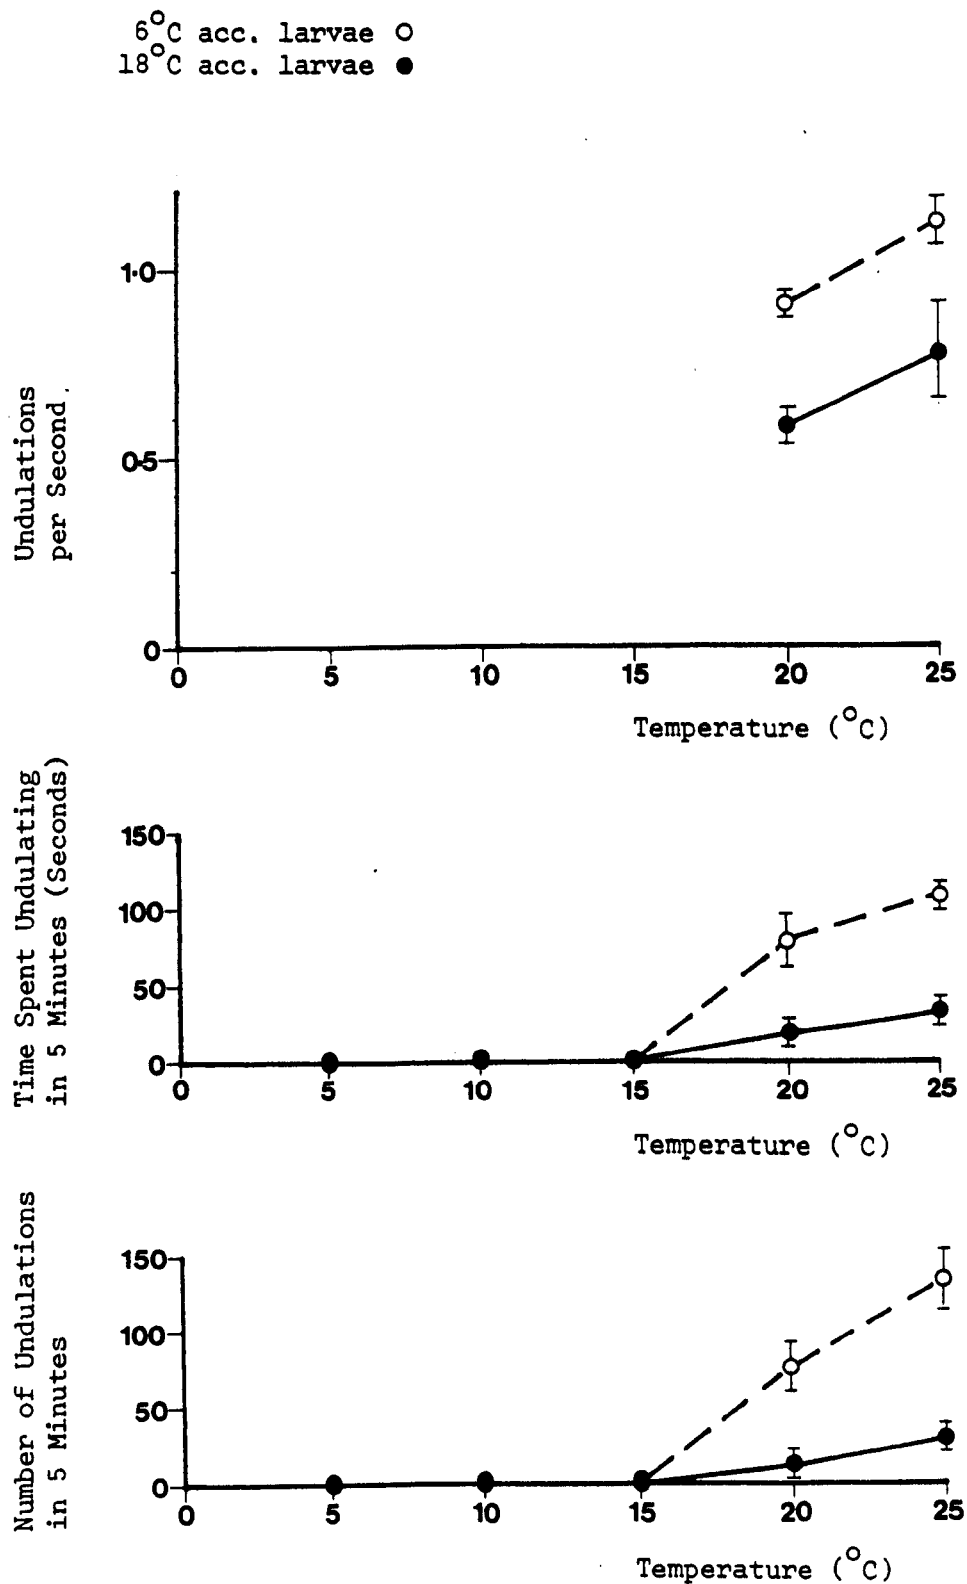 6°C acc. larvae ○
18°C acc. larvae ●
Undulations
per Second
1·0
0·5
0
0 5 10 15 20 25
Temperature (°C)
Time Spent Undulating
in 5 Minutes (Seconds)
150
100
50
0
0 5 10 15 20 25
Temperature (°C)
Number of Undulations
in 5 Minutes
150
100
50
0
0 5 10 15 20 25
Temperature (°C)